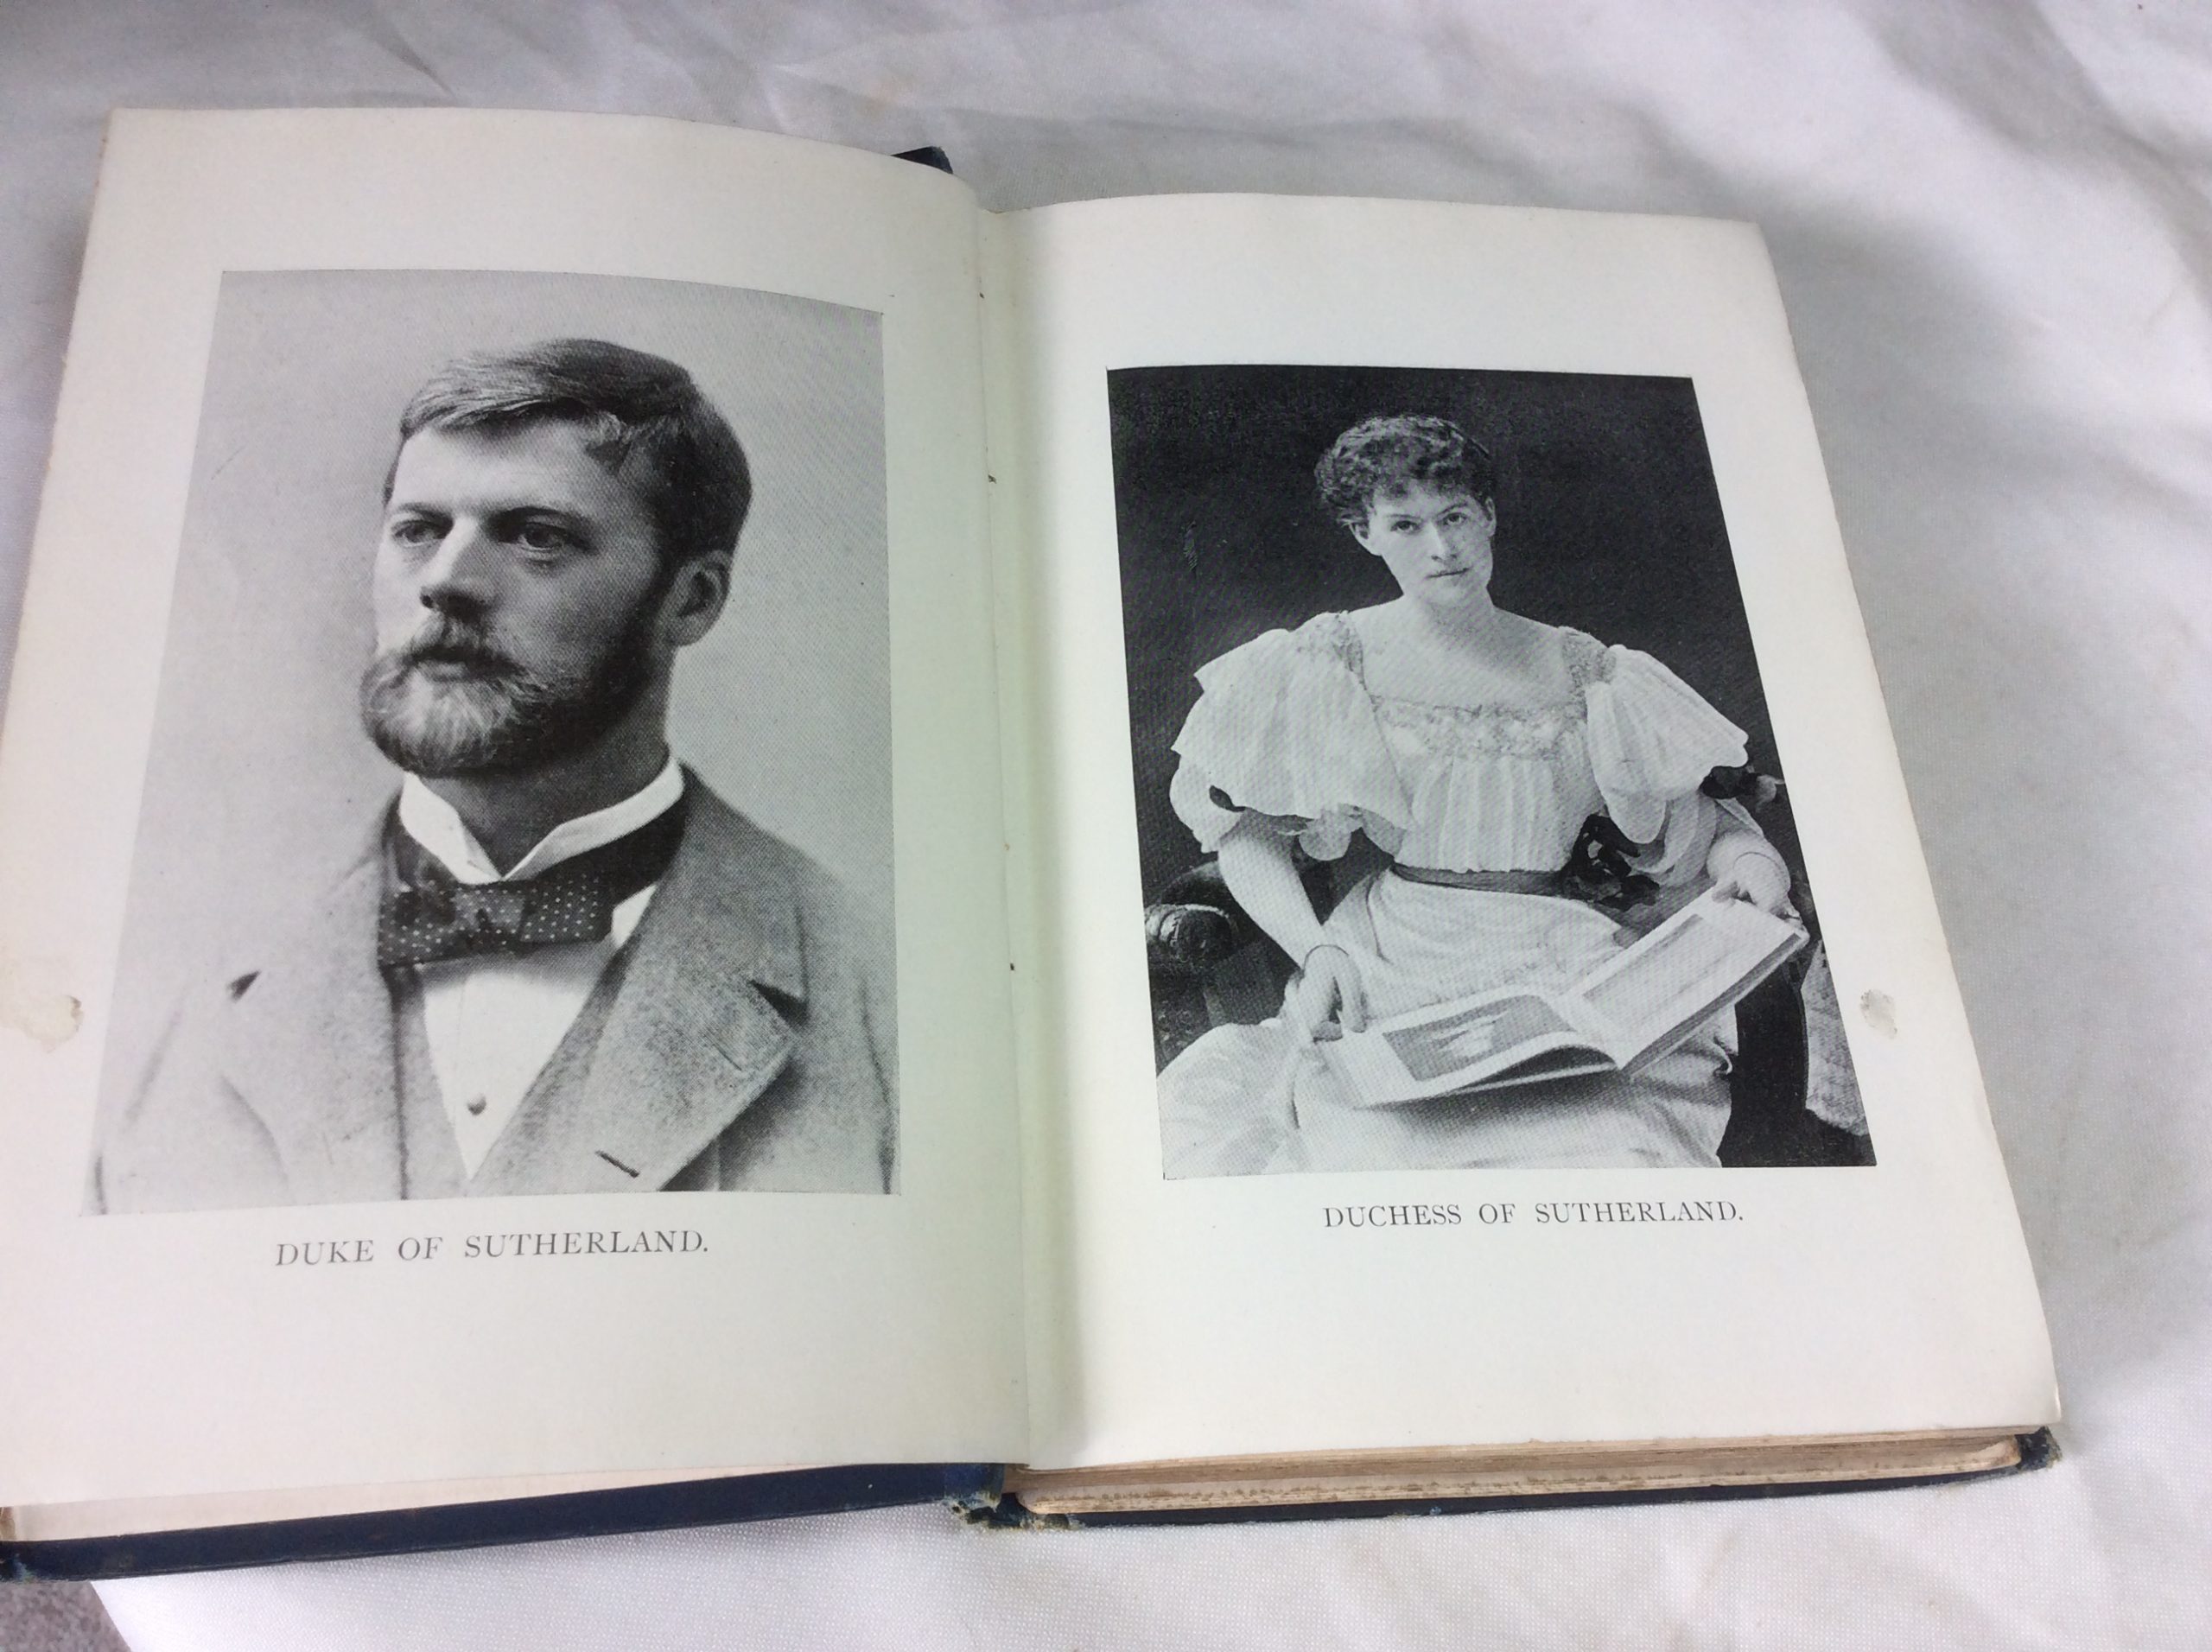 DUKE OF SUTHERLAND.
DUCHESS OF SUTHERLAND.